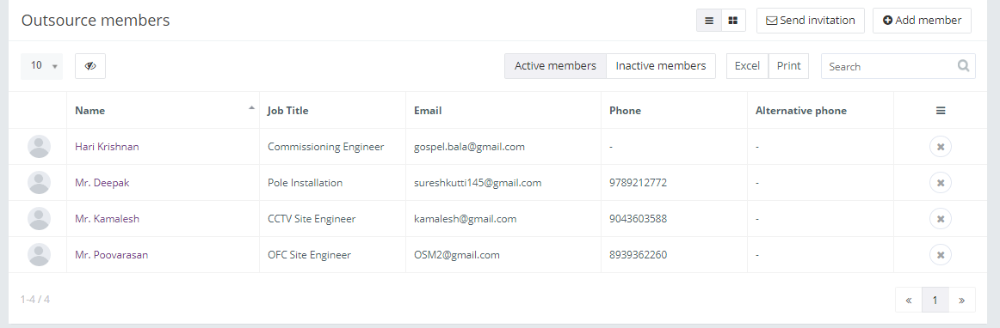 Outsource members
Send invitation
Add member
10
Active members
Inactive members
Excel
Print
Search
Name Job Title Email Phone Alternative phone
Hari Krishnan Commissioning Engineer gospel.bala@gmail.com - -
Mr. Deepak Pole Installation sureshkutti145@gmail.com 9789212772 -
Mr. Kamalesh CCTV Site Engineer kamalesh@gmail.com 9043603588 -
Mr. Poovarasan OFC Site Engineer OSM2@gmail.com 8939362260 -
1-4 / 4
« 1 »